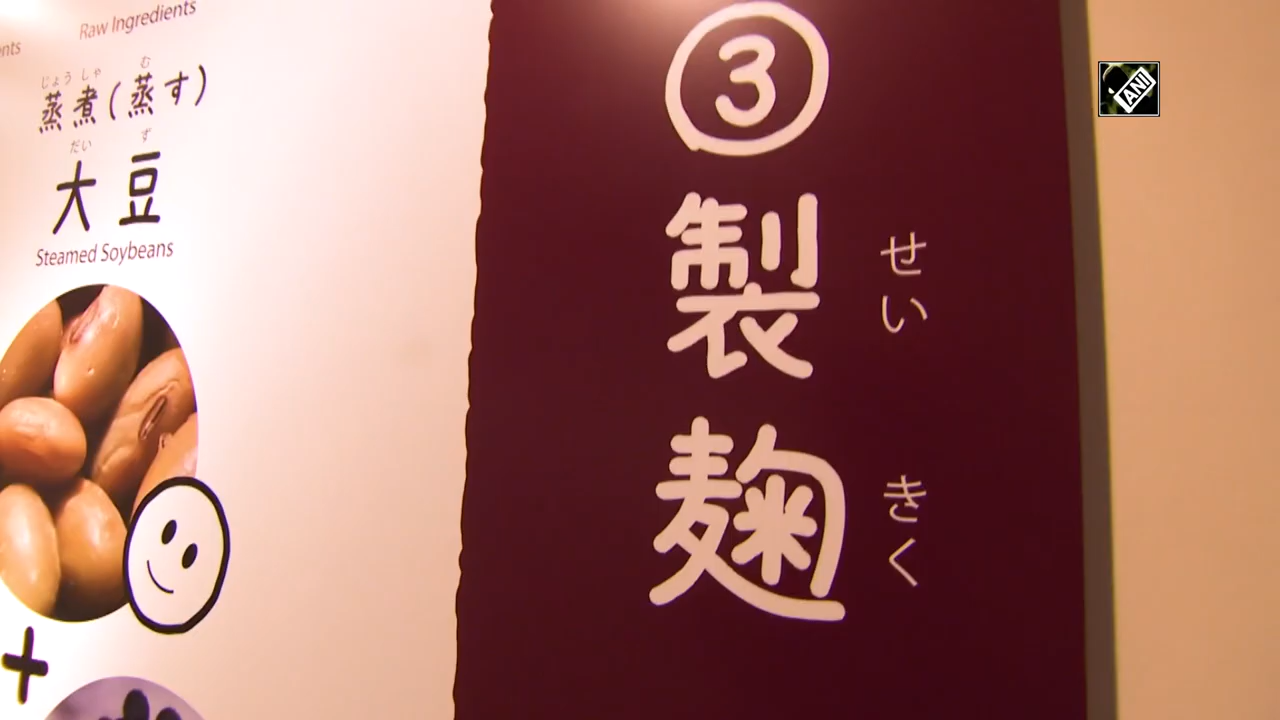 Raw Ingredients
じょう しゃ む
蒸煮(蒸す)
だい ず
大豆
Steamed Soybeans
+
③
製麹
せい
きく
ANI